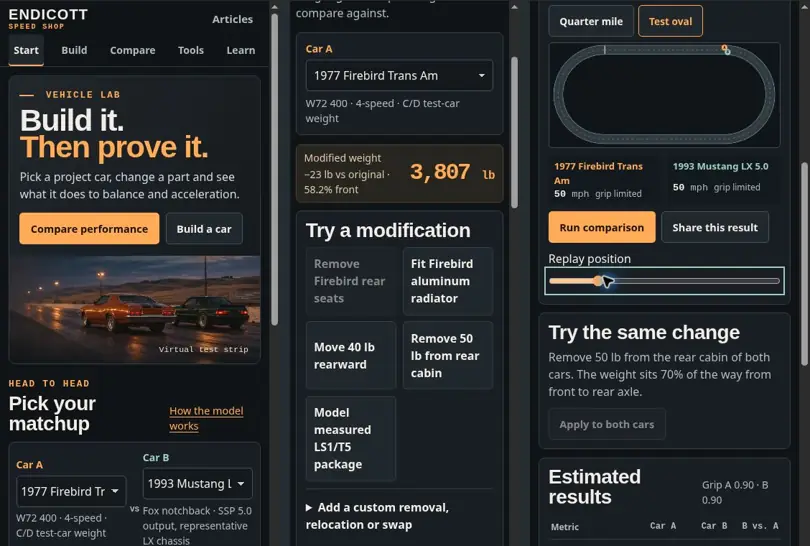 ENDICOTT
SPEED SHOP
Articles
Start
Build
Compare
Tools
Learn
VEHICLE LAB
Build it.
Then prove it.
Pick a project car, change a part and see
what it does to balance and acceleration.
Compare performance
Build a car
Virtual test strip
HEAD TO HEAD
Pick your
matchup
How the model
works
Car A
1977 Firebird Tr
W72 400 · 4-speed ·
C/D test-car weight
vs
Car B
1993 Mustang L
Fox notchback · SSP 5.0
output, representative
LX chassis
compare against.
Car A
1977 Firebird Trans Am
W72 400 · 4-speed · C/D test-car
weight
Modified weight
−23 lb vs original ·
58.2% front
3,807 lb
Try a modification
Remove
Firebird rear
seats
Fit Firebird
aluminum
radiator
Move 40 lb
rearward
Remove 50
lb from rear
cabin
Model
measured
LS1/T5
package
Add a custom removal,
relocation or swap
Quarter mile
Test oval
1977 Firebird Trans
Am
50 mph grip limited
1993 Mustang LX 5.0
50 mph grip limited
Run comparison
Share this result
Replay position
Try the same change
Remove 50 lb from the rear cabin of both
cars. The weight sits 70% of the way from
front to rear axle.
Apply to both cars
Estimated
results
Grip A 0.90 · B
0.90
Metric
Car A
Car B
B vs. A